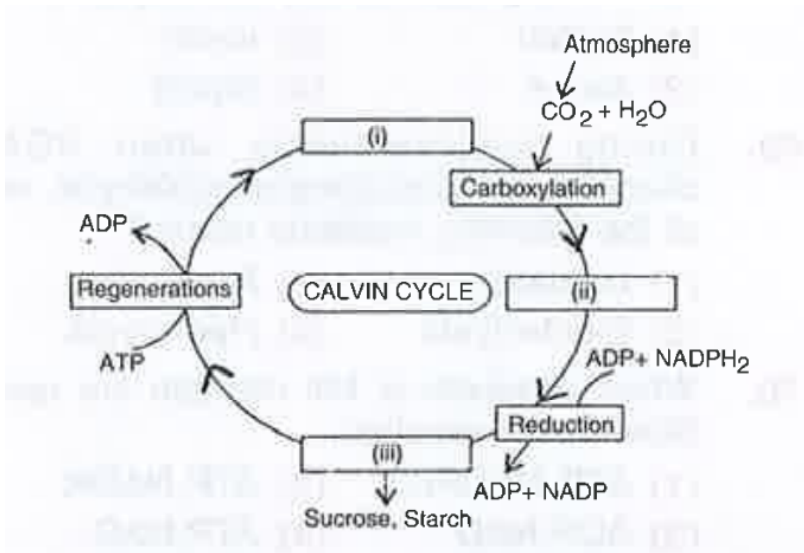 Atmosphere
CO2 + H2O
(i)
Carboxylation
ADP
Regenerations
CALVIN CYCLE
(ii)
ATP
ADP+ NADPH2
Reduction
(iii)
ADP+ NADP
Sucrose, Starch